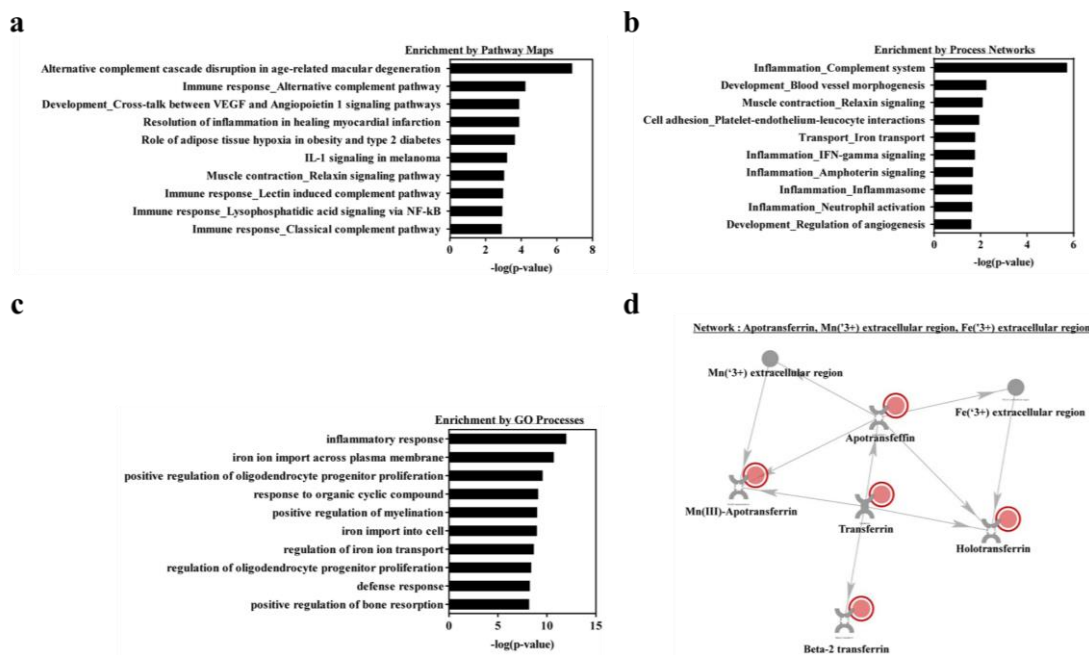 a
Enrichment by Pathway Maps
Alternative complement cascade disruption in age-related macular degeneration
Immune response_Alternative complement pathway
Development_Cross-talk between VEGF and Angiopoietin 1 signaling pathways
Resolution of inflammation in healing myocardial infarction
Role of adipose tissue hypoxia in obesity and type 2 diabetes
IL-1 signaling in melanoma
Muscle contraction_Relaxin signaling pathway
Immune response_Lectin induced complement pathway
Immune response_Lysophosphatidic acid signaling via NF-kB
Immune response_Classical complement pathway
0 2 4 6 8
-log(p-value)
b
Enrichment by Process Networks
Inflammation_Complement system
Development_Blood vessel morphogenesis
Muscle contraction_Relaxin signaling
Cell adhesion_Platelet-endothelium-leucocyte interactions
Transport_Iron transport
Inflammation_IFN-gamma signaling
Inflammation_Amphoterin signaling
Inflammation_Inflammasome
Inflammation_Neutrophil activation
Development_Regulation of angiogenesis
0 2 4 6
-log(p-value)
c
Enrichment by GO Processes
inflammatory response
iron ion import across plasma membrane
positive regulation of oligodendrocyte progenitor proliferation
response to organic cyclic compound
positive regulation of myelination
iron import into cell
regulation of iron ion transport
regulation of oligodendrocyte progenitor proliferation
defense response
positive regulation of bone resorption
0 5 10 15
-log(p-value)
d
Network : Apotransferrin, Mn('3+) extracellular region, Fe('3+) extracellular region
Mn('3+) extracellular region
Fe('3+) extracellular region
Apotransfeffin
Mn(III)-Apotransferrin
Transferrin
Holotransferrin
Beta-2 transferrin